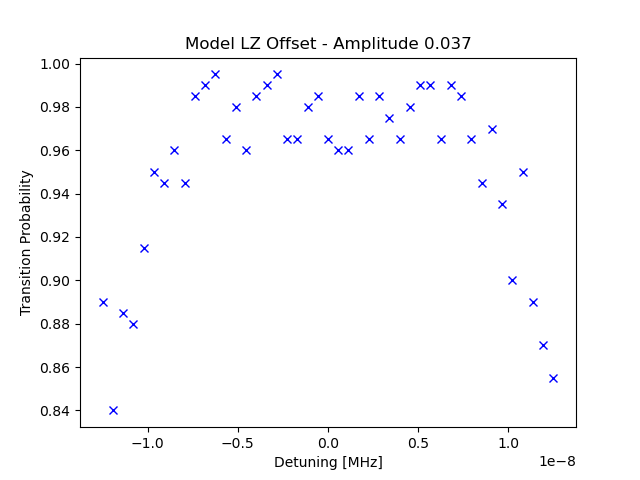 Model LZ Offset - Amplitude 0.037
Transition Probability
1.00
0.98
0.96
0.94
0.92
0.90
0.88
0.86
0.84
−1.0 −0.5 0.0 0.5 1.0
1e−8
Detuning [MHz]